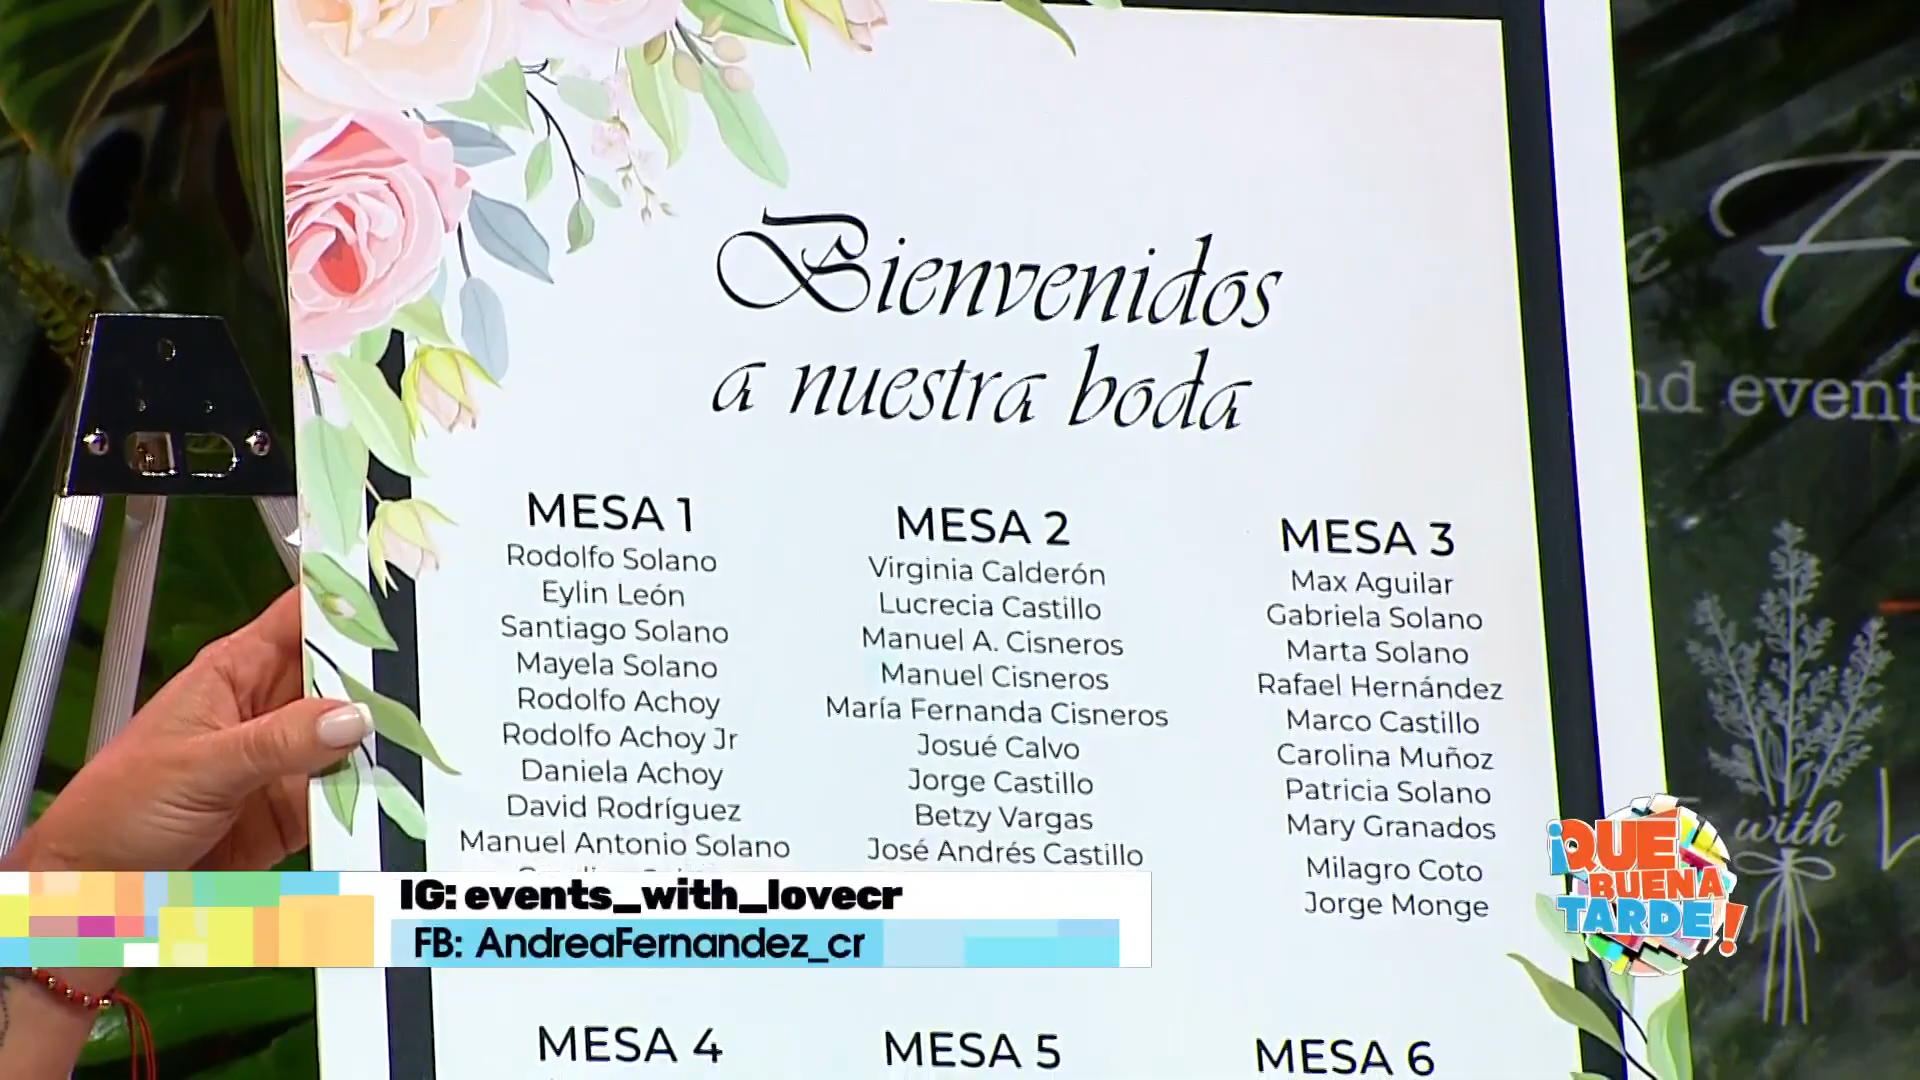 Bienvenidos
a nuestra boda
MESA 1
Rodolfo Solano
Eylin León
Santiago Solano
Mayela Solano
Rodolfo Achoy
Rodolfo Achoy Jr
Daniela Achoy
David Rodríguez
Manuel Antonio Solano
MESA 2
Virginia Calderón
Lucrecia Castillo
Manuel A. Cisneros
Manuel Cisneros
María Fernanda Cisneros
Josué Calvo
Jorge Castillo
Betzy Vargas
José Andrés Castillo
MESA 3
Max Aguilar
Gabriela Solano
Marta Solano
Rafael Hernández
Marco Castillo
Carolina Muñoz
Patricia Solano
Mary Granados
Milagro Coto
Jorge Monge
MESA 4
MESA 5
MESA 6
event
with
IG: events_with_lovecr
FB: AndreaFernandez_cr
¡QUÉ
BUENA
TARDE!